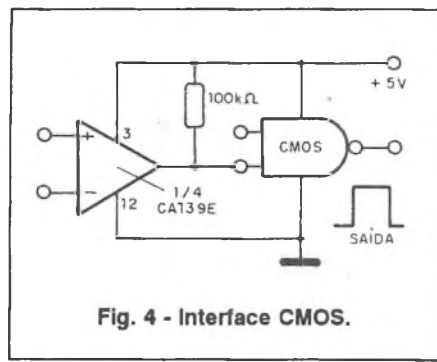 100kΩ
+ 5V
3
+
CMOS
-
12
1/4
CA139E
SAÍDA
Fig. 4 - Interface CMOS.